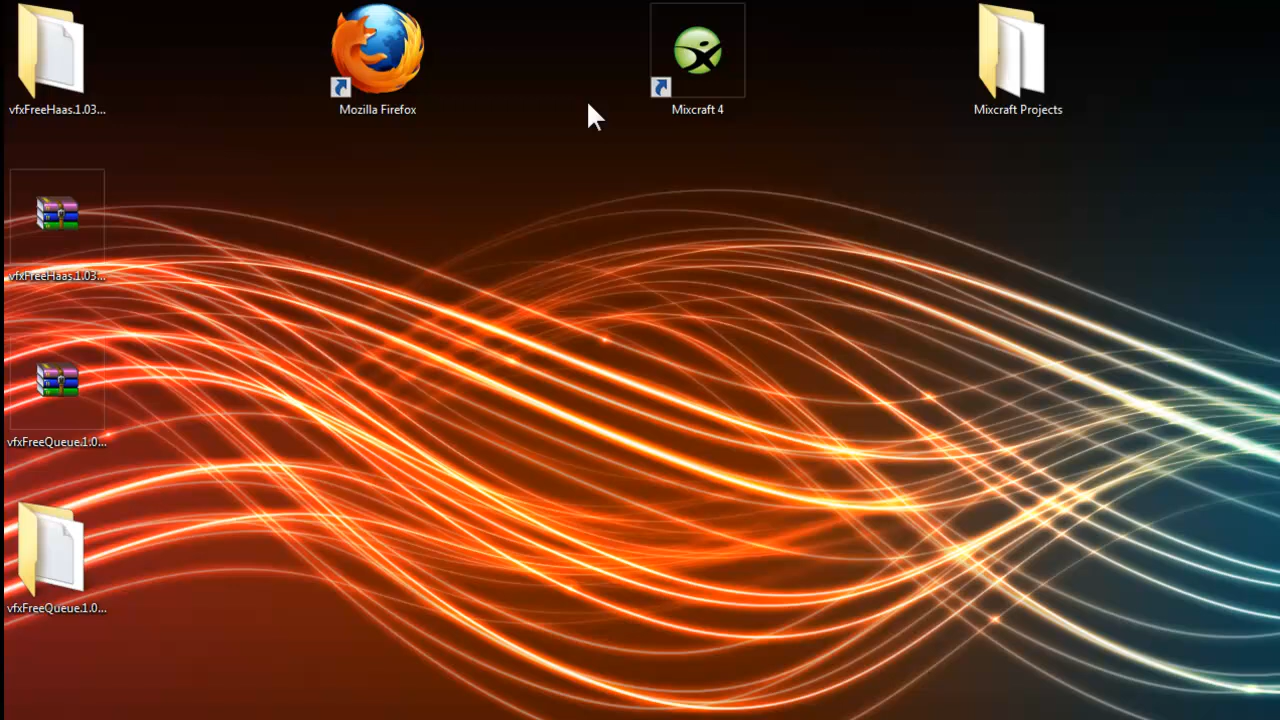 vfxFreeHaas.1.03...
Mozilla Firefox
Mixcraft 4
Mixcraft Projects
vfxFreeHaas.1.03...
vfxFreeQueue.1.0...
vfxFreeQueue.1.0...